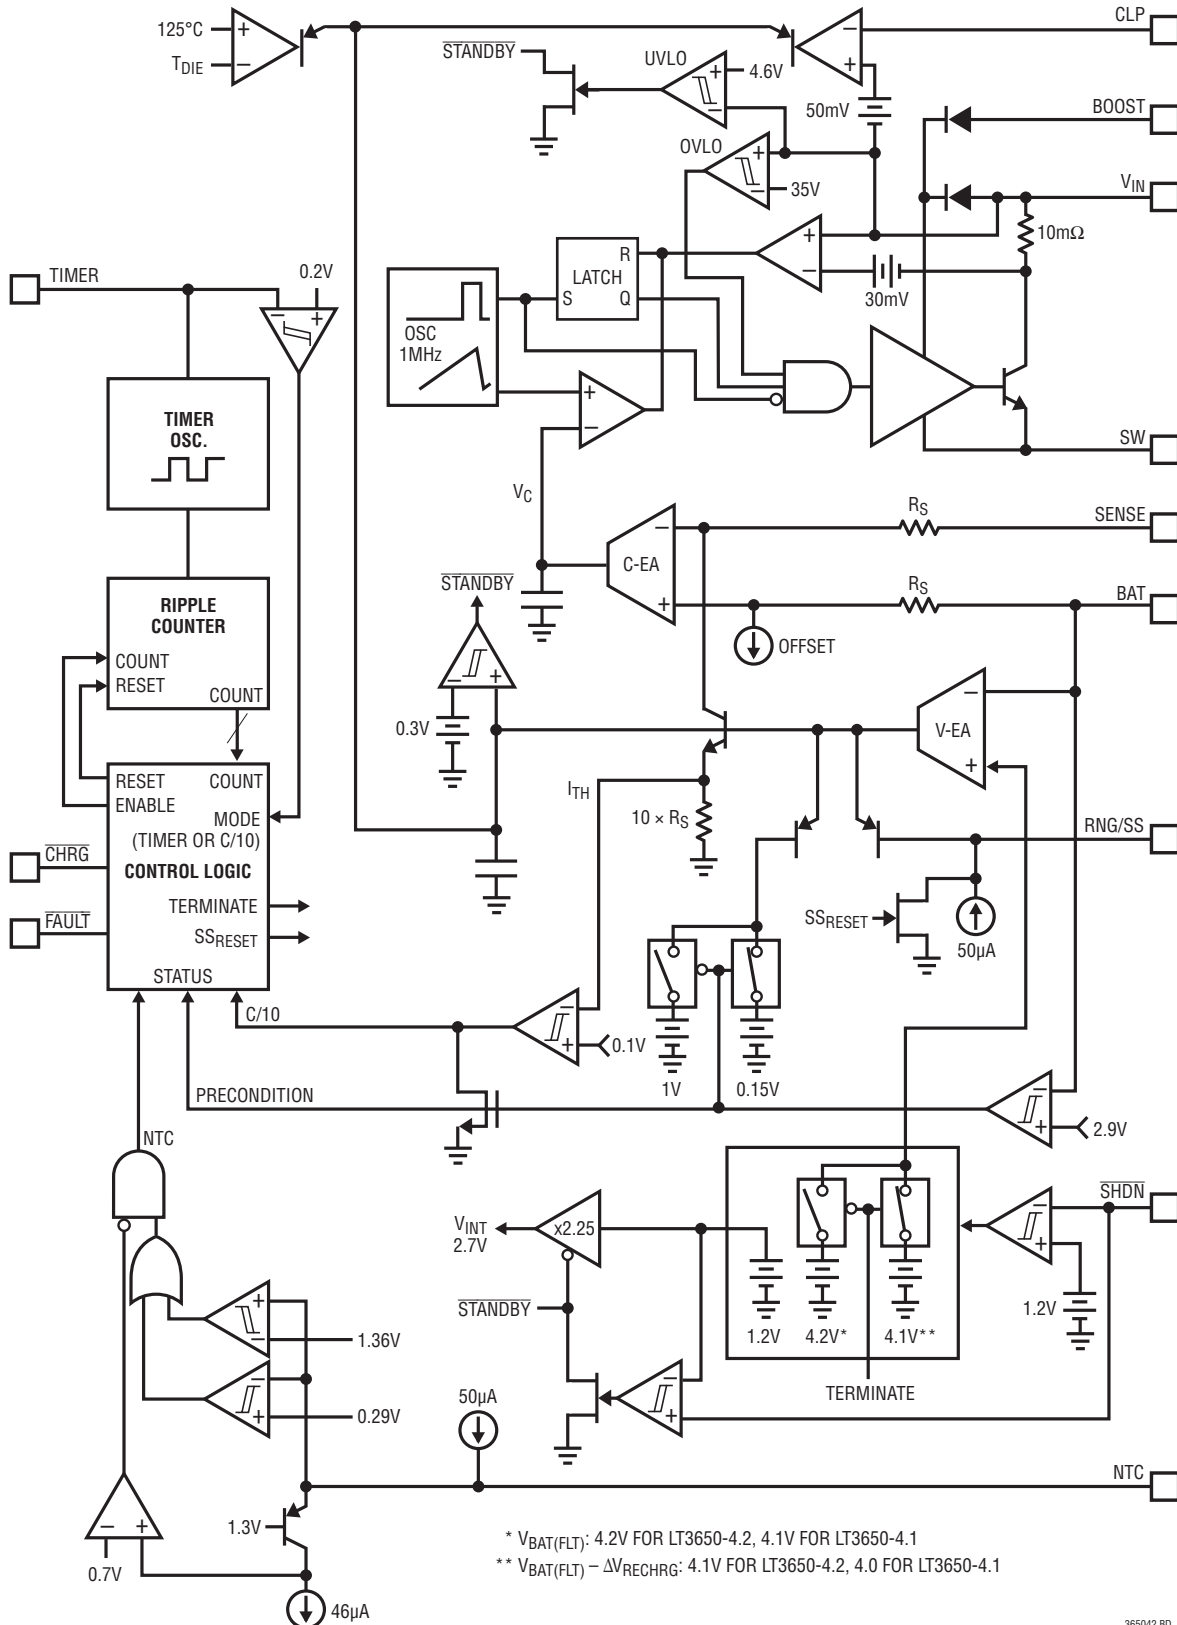 125°C
T_DIE
STANDBY
UVLO
4.6V
CLP
50mV
BOOST
OVLO
35V
V_IN
10mΩ
30mV
TIMER
0.2V
OSC
1MHz
R
LATCH
S
Q
TIMER
OSC.
SW
V_C
C-EA
R_S
SENSE
R_S
BAT
OFFSET
STANDBY
RIPPLE
COUNTER
COUNT
RESET
COUNT
0.3V
V-EA
RESET
COUNT
ENABLE
MODE
(TIMER OR C/10)
CONTROL LOGIC
TERMINATE
SS_RESET
STATUS
CHRG
FAULT
I_TH
10 × R_S
RNG/SS
SS_RESET
50µA
C/10
0.1V
1V
0.15V
PRECONDITION
2.9V
NTC
V_INT
2.7V
x2.25
SHDN
STANDBY
1.2V
4.2V*
4.1V**
1.2V
TERMINATE
1.36V
0.29V
50µA
NTC
1.3V
0.7V
46µA
* V_BAT(FLT): 4.2V FOR LT3650-4.2, 4.1V FOR LT3650-4.1
** V_BAT(FLT) – ΔV_RECHRG: 4.1V FOR LT3650-4.2, 4.0 FOR LT3650-4.1
365042 BD